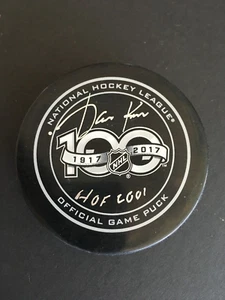 NATIONAL HOCKEY LEAGUE
100
1917 NHL 2017
HOF 2001
OFFICIAL GAME PUCK